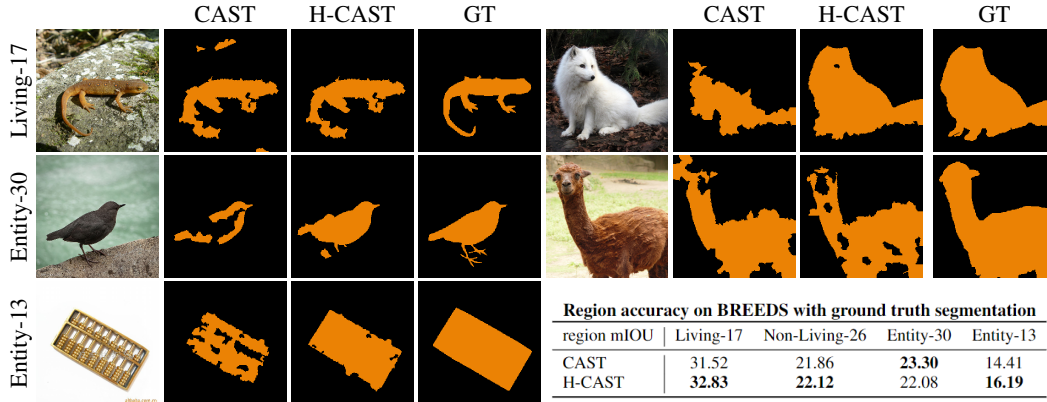 CAST H-CAST GT CAST H-CAST GT
Living-17
Entity-30
Entity-13
Region accuracy on BREEDS with ground truth segmentation
region mIOU Living-17 Non-Living-26 Entity-30 Entity-13
CAST 31.52 21.86 23.30 14.41
H-CAST 32.83 22.12 22.08 16.19